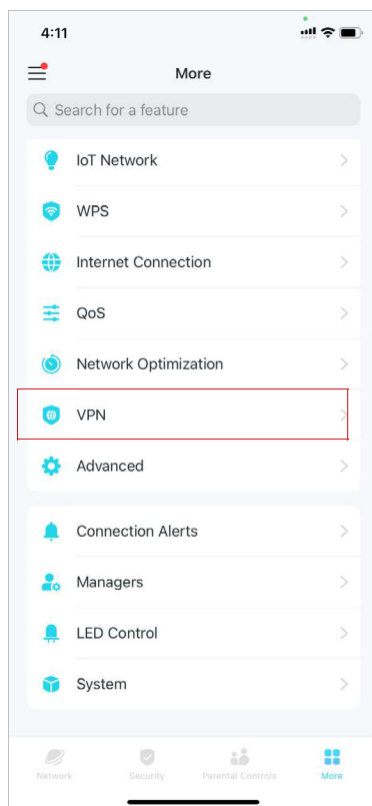 4:11
More
Search for a feature
IoT Network
WPS
Internet Connection
QoS
Network Optimization
VPN
Advanced
Connection Alerts
Managers
LED Control
System
Network Security Parental Controls More